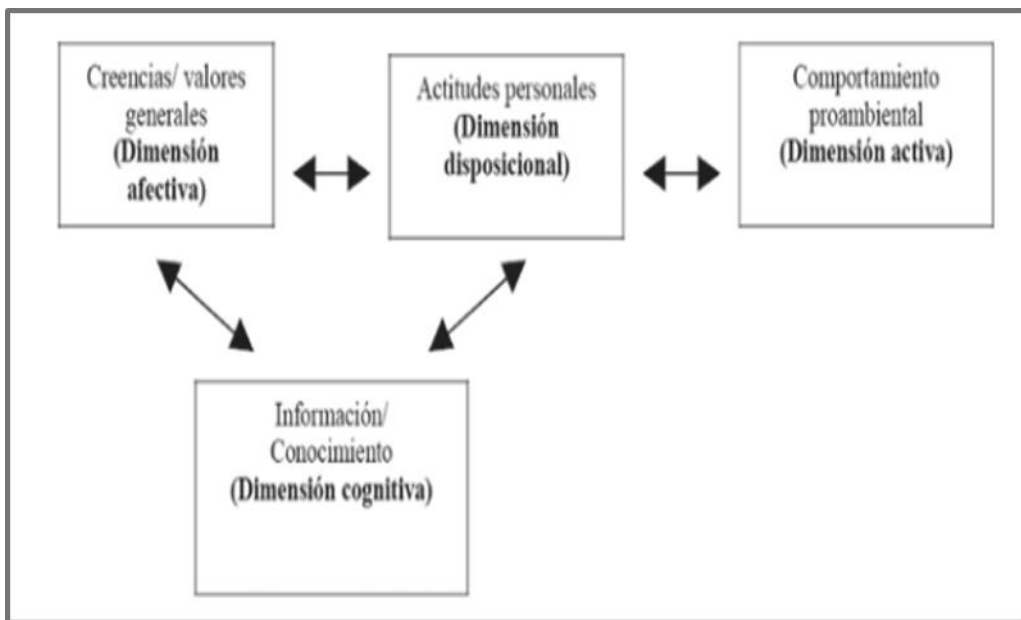 Creencias/ valores
generales
(Dimensión
afectiva)
Actitudes personales
(Dimensión
disposicional)
Comportamiento
proambiental
(Dimensión activa)
Información/
Conocimiento
(Dimensión cognitiva)